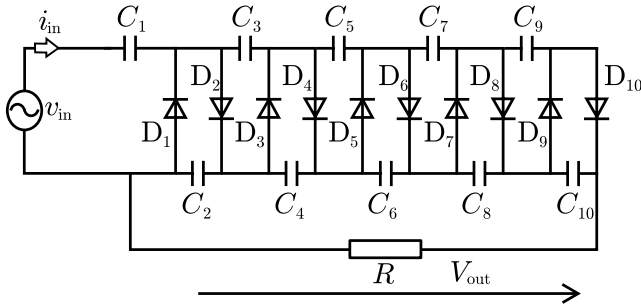 i_in C_1 C_3 C_5 C_7 C_9
D_2 D_4 D_6 D_8 D_10
v_in
D_1 D_3 D_5 D_7 D_9
C_2 C_4 C_6 C_8 C_10
R V_out